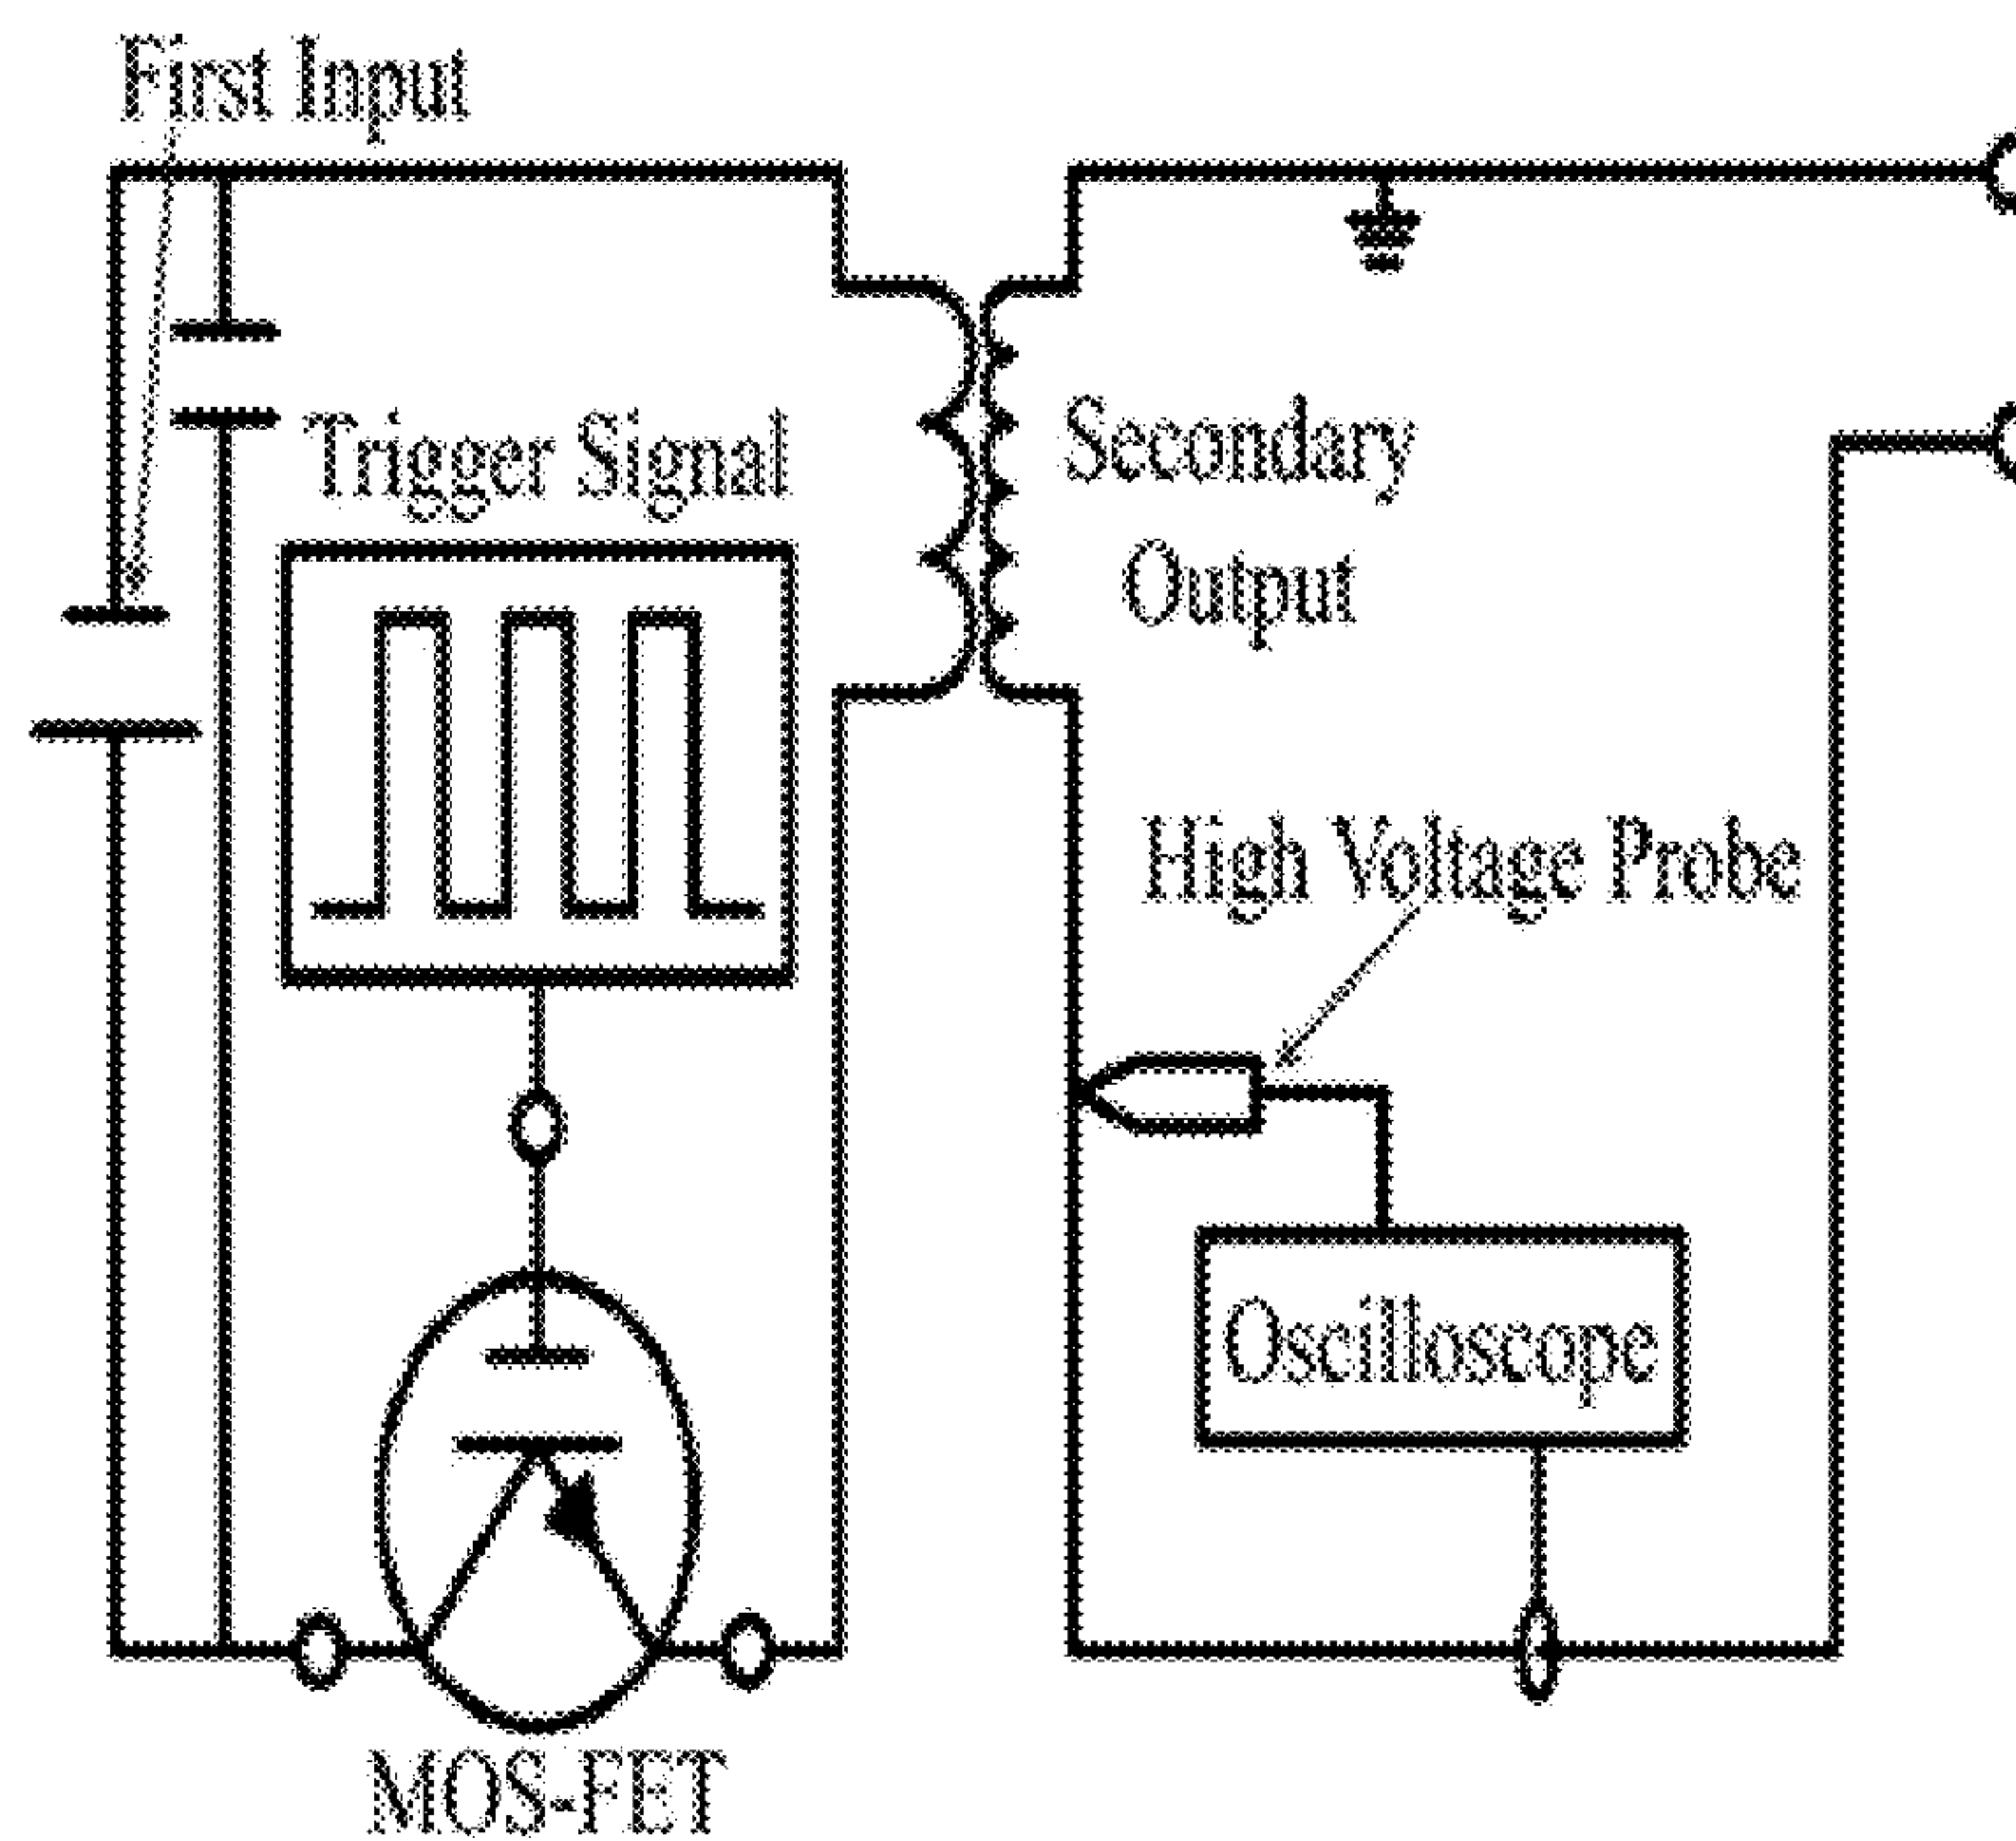 First Input
Trigger Signal
Secondary
Output
High Voltage Probe
Oscilloscope
MOS-FET